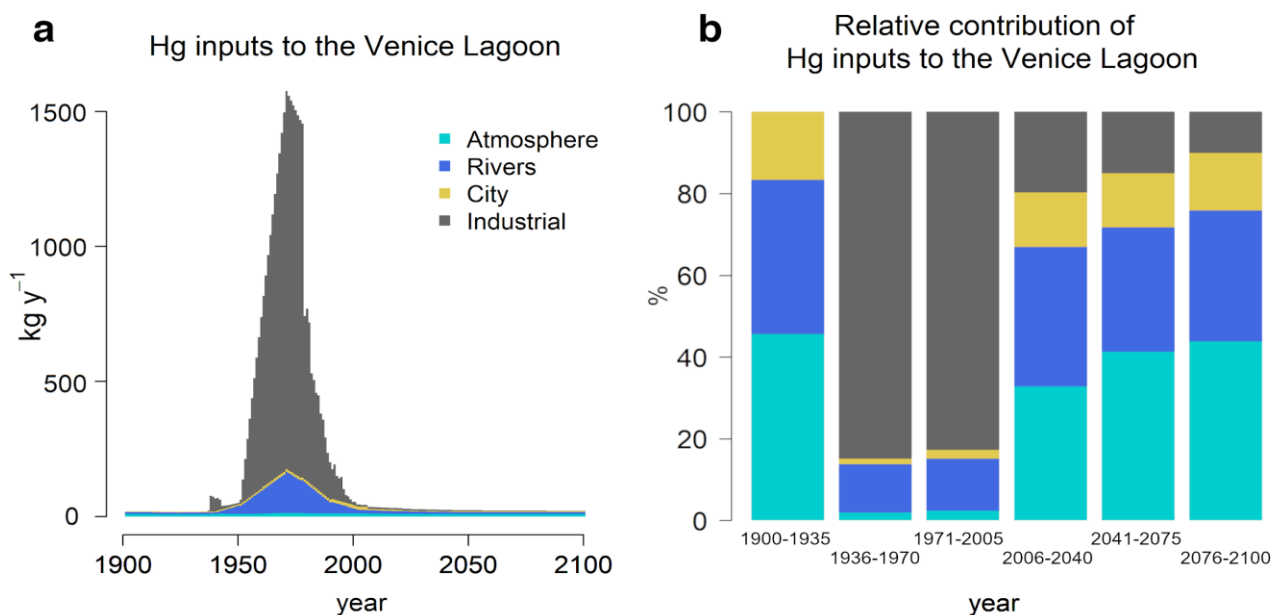 a
Hg inputs to the Venice Lagoon
1500
1000
500
0
kg y⁻¹
Atmosphere
Rivers
City
Industrial
1900
1950
2000
2050
2100
year
b
Relative contribution of
Hg inputs to the Venice Lagoon
100
80
60
40
20
0
%
1900-1935
1936-1970
1971-2005
2006-2040
2041-2075
2076-2100
year